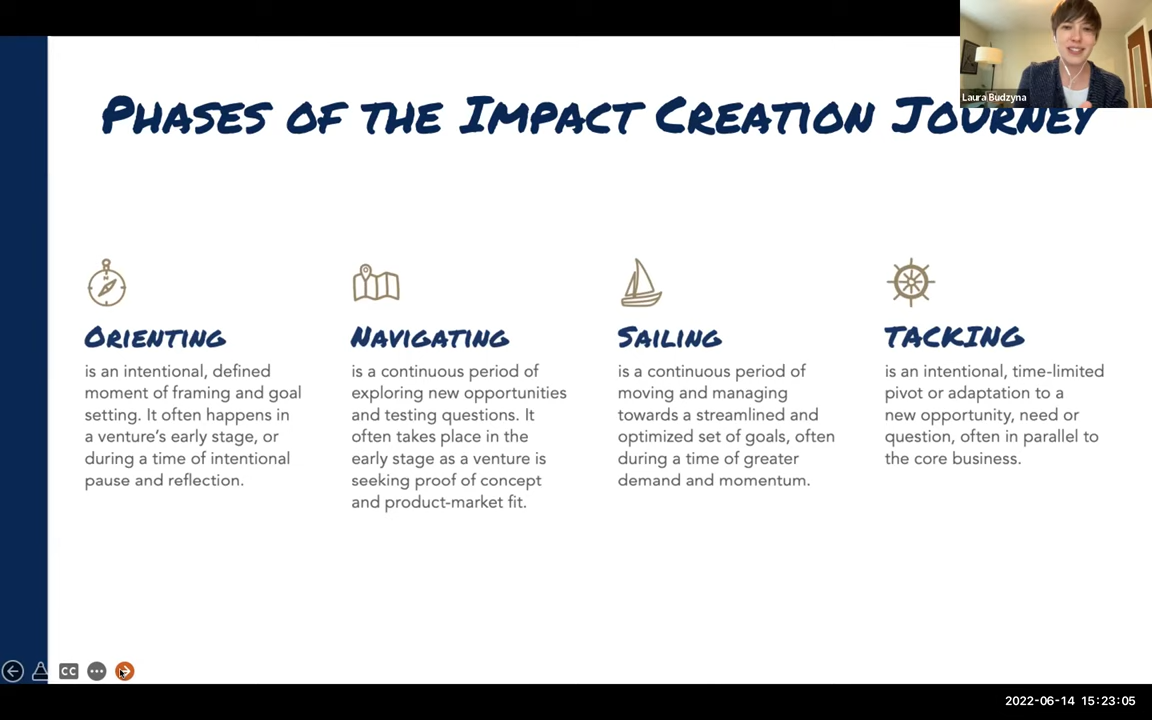 Laura Budzyna
Phases of the Impact Creation Journey
Orienting
is an intentional, defined
moment of framing and goal
setting. It often happens in
a venture's early stage, or
during a time of intentional
pause and reflection.
Navigating
is a continuous period of
exploring new opportunities
and testing questions. It
often takes place in the
early stage as a venture is
seeking proof of concept
and product-market fit.
Sailing
is a continuous period of
moving and managing
towards a streamlined and
optimized set of goals, often
during a time of greater
demand and momentum.
TACKING
is an intentional, time-limited
pivot or adaptation to a
new opportunity, need or
question, often in parallel to
the core business.
CC
2022-06-14 15:23:05